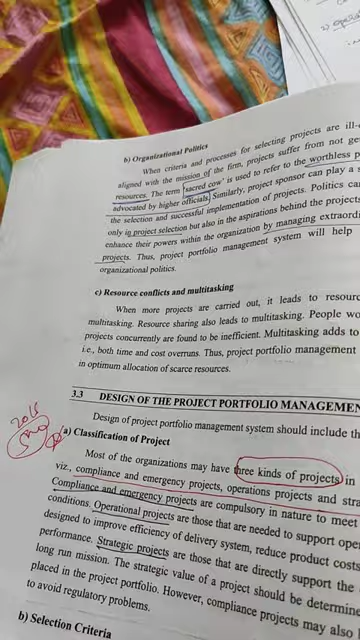 b) Organizational Politics
When criteria and processes for selecting projects are ill-
aligned with the mission of the firm, projects suffer from not
resources. The term 'sacred cow' is used to refer to the worthless
advocated by higher officials. Similarly, project sponsor can play a
the selection and successful implementation of projects. Politics
only in project selection but also in the aspirations behind the projects
enhance their powers within the organization by managing
projects. Thus, project portfolio management system will help
organizational politics.
c) Resource conflicts and multitasking
When more projects are carried out, it leads to
multitasking. Resource sharing also leads to multitasking. People
projects concurrently are found to be inefficient. Multitasking adds to
i.e., both time and cost overruns. Thus, project portfolio management
in optimum allocation of scarce resources.
3.3 DESIGN OF THE PROJECT PORTFOLIO
Design of project portfolio management system should include
2018
(a) Classification of Project
Most of the organizations may have three kinds of projects in
viz., compliance and emergency projects, operations projects and
Compliance and emergency projects are compulsory in nature to meet
conditions. Operational projects are those that are needed to support
designed to improve efficiency of delivery system, reduce product costs
performance. Strategic projects are those that are directly support the
long run mission. The strategic value of a project should be
placed in the project portfolio. However, compliance projects may also
to avoid regulatory problems.
b) Selection Criteria